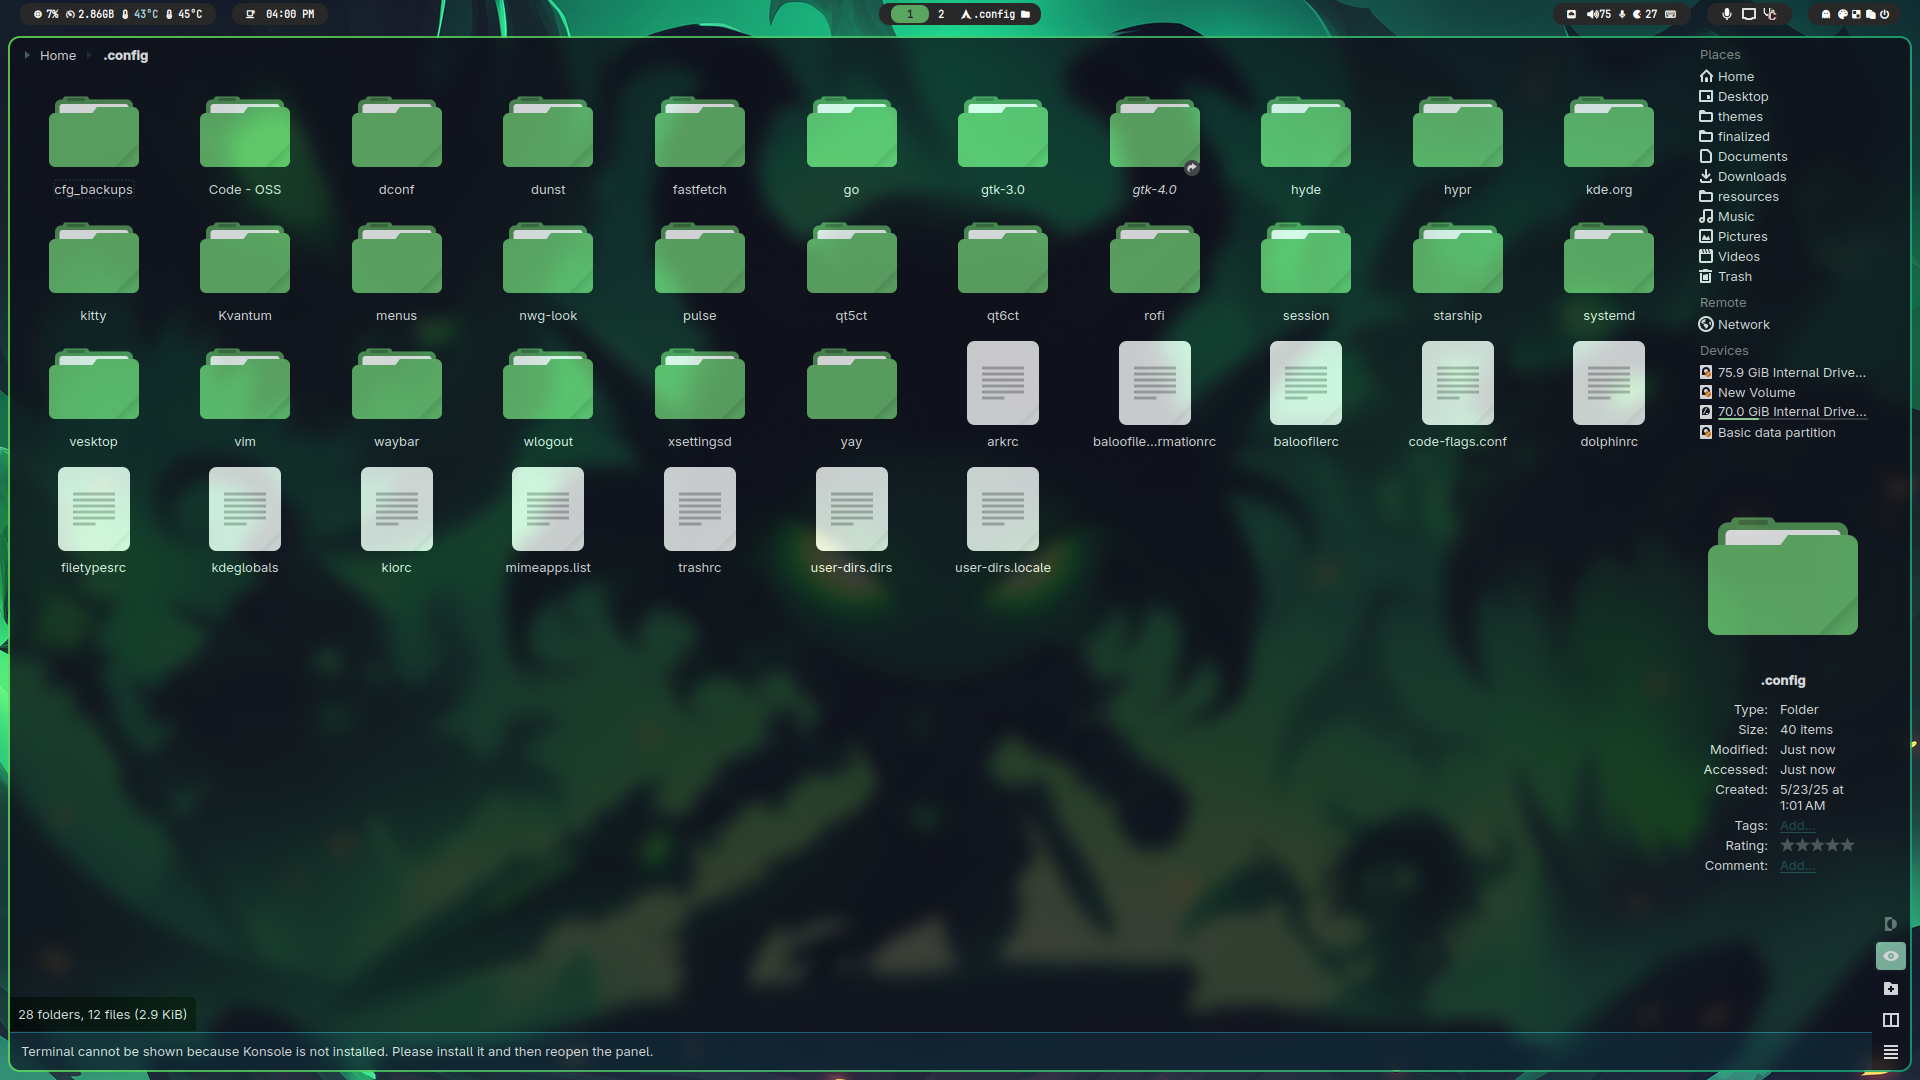 7% 2.86GB 43°C 45°C
04:00 PM
1 2 .config
75 27
Home .config
cfg_backups Code - OSS dconf dunst fastfetch go gtk-3.0 gtk-4.0 hyde hypr kde.org
kitty Kvantum menus nwg-look pulse qt5ct qt6ct rofi session starship systemd
vesktop vim waybar wlogout xsettingsd yay arkrc baloofile...rmationrc baloofilerc code-flags.conf dolphinrc
filetypesrc kdeglobals kiorc mimeapps.list trashrc user-dirs.dirs user-dirs.locale
Places
Home
Desktop
themes
finalized
Documents
Downloads
resources
Music
Pictures
Videos
Trash
Remote
Network
Devices
75.9 GiB Internal Drive...
New Volume
70.0 GiB Internal Drive...
Basic data partition
.config
Type: Folder
Size: 40 items
Modified: Just now
Accessed: Just now
Created: 5/23/25 at
1:01 AM
Tags: Add...
Rating:
Comment: Add...
28 folders, 12 files (2.9 KiB)
Terminal cannot be shown because Konsole is not installed. Please install it and then reopen the panel.